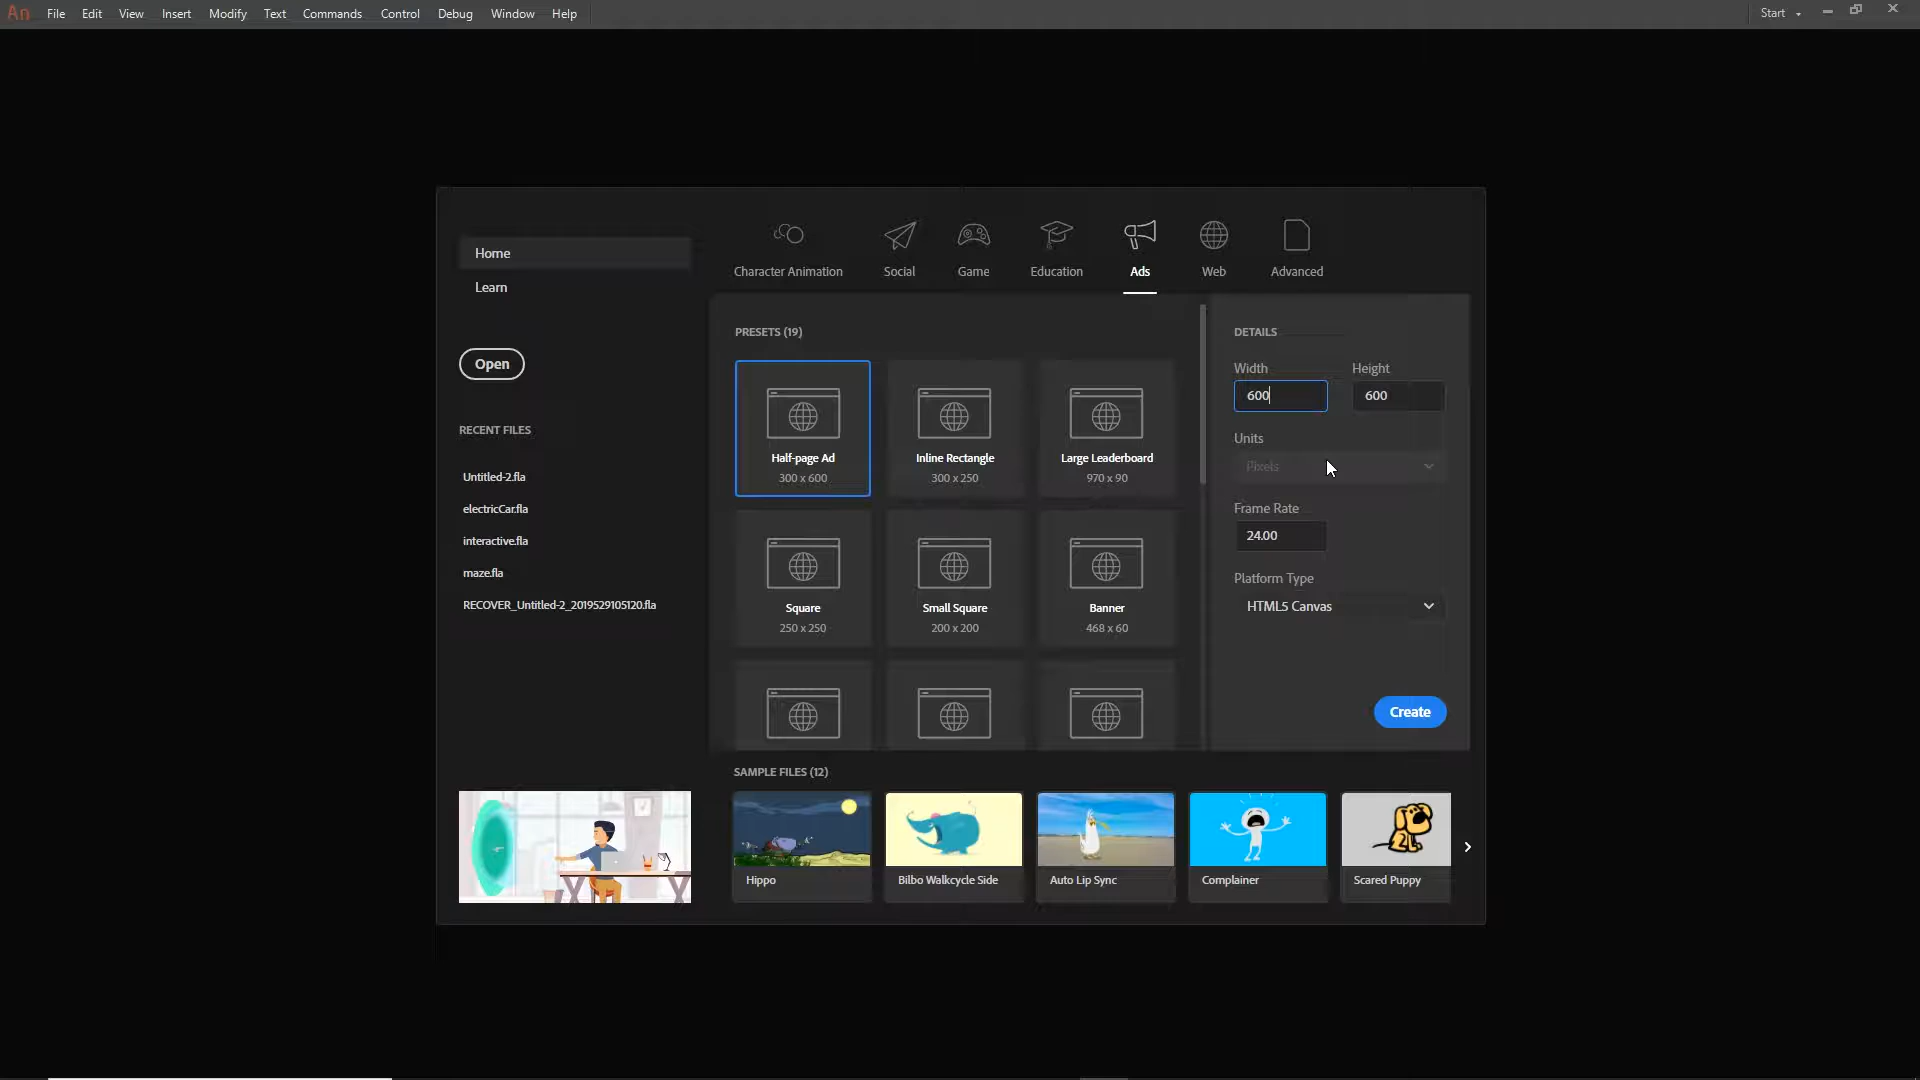 An File Edit View Insert Modify Text Commands Control Debug Window Help Start
Home
Learn
Open
RECENT FILES
Untitled-2.fla
electricCar.fla
interactive.fla
maze.fla
RECOVER_Untitled-2_2019529105120.fla
Character Animation Social Game Education Ads Web Advanced
PRESETS (19)
Half-page Ad Inline Rectangle Large Leaderboard
300 x 600 300 x 250 970 x 90
Square Small Square Banner
250 x 250 200 x 200 468 x 60
DETAILS
Width Height
600 600
Units
Pixels
Frame Rate
24.00
Platform Type
HTML5 Canvas
Create
SAMPLE FILES (12)
Hippo Bilbo Walkcycle Side Auto Lip Sync Complainer Scared Puppy